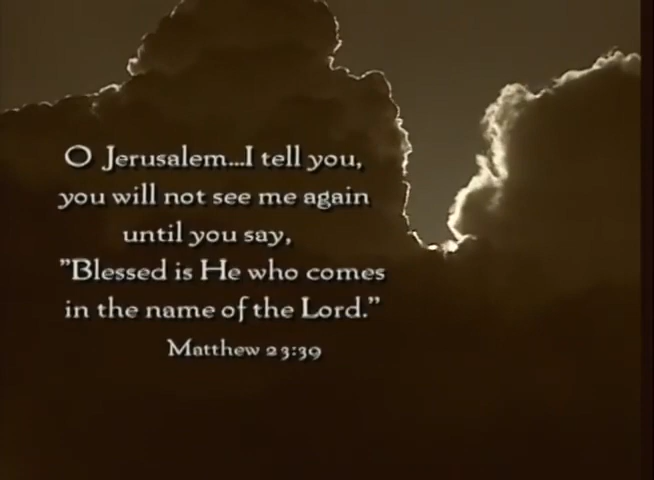 O Jerusalem...I tell you,
you will not see me again
until you say,
"Blessed is He who comes
in the name of the Lord."
Matthew 23:39